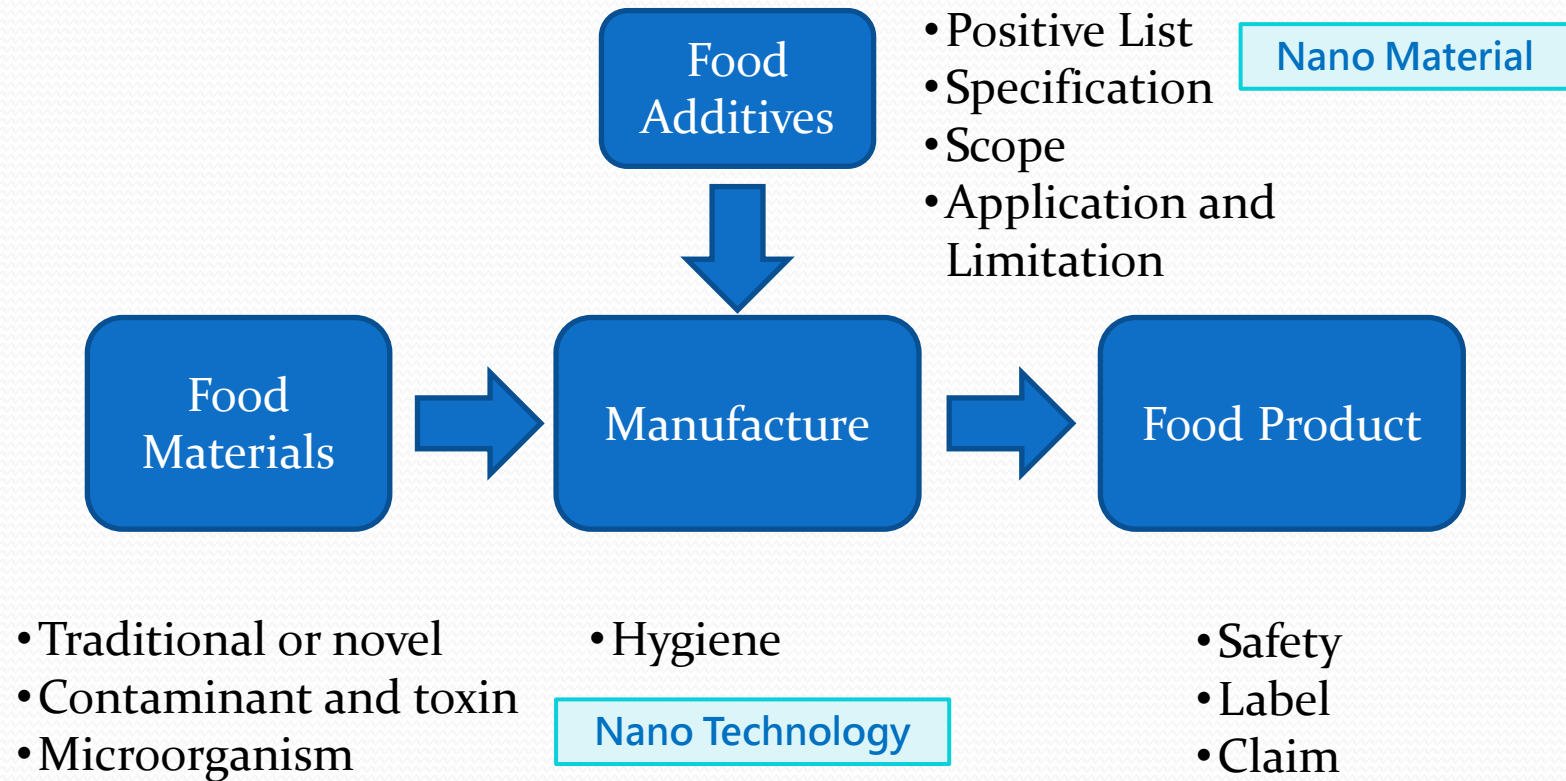 Food
Additives
•Positive List
•Specification
•Scope
•Application and
Limitation
Nano Material
Food
Materials
Manufacture
Food Product
•Traditional or novel
•Contaminant and toxin
•Microorganism
•Hygiene
Nano Technology
•Safety
•Label
•Claim